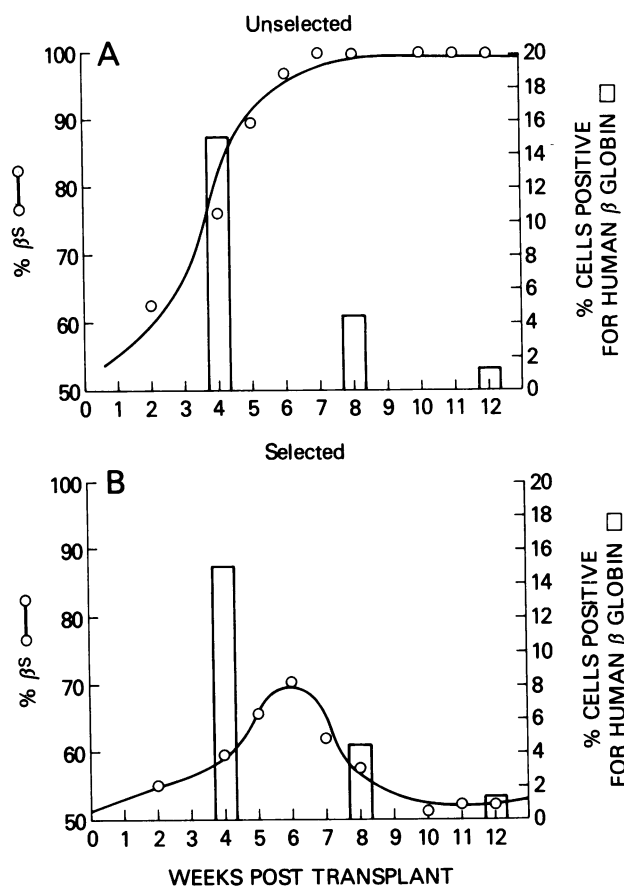 Unselected
A
100
90
80
70
60
50
% βS
20
18
16
14
12
10
8
6
4
2
0
% CELLS POSITIVE
FOR HUMAN β GLOBIN
0 1 2 3 4 5 6 7 8 9 10 11 12
Selected
B
100
90
80
70
60
50
% βS
20
18
16
14
12
10
8
6
4
2
0
% CELLS POSITIVE
FOR HUMAN β GLOBIN
0 1 2 3 4 5 6 7 8 9 10 11 12
WEEKS POST TRANSPLANT